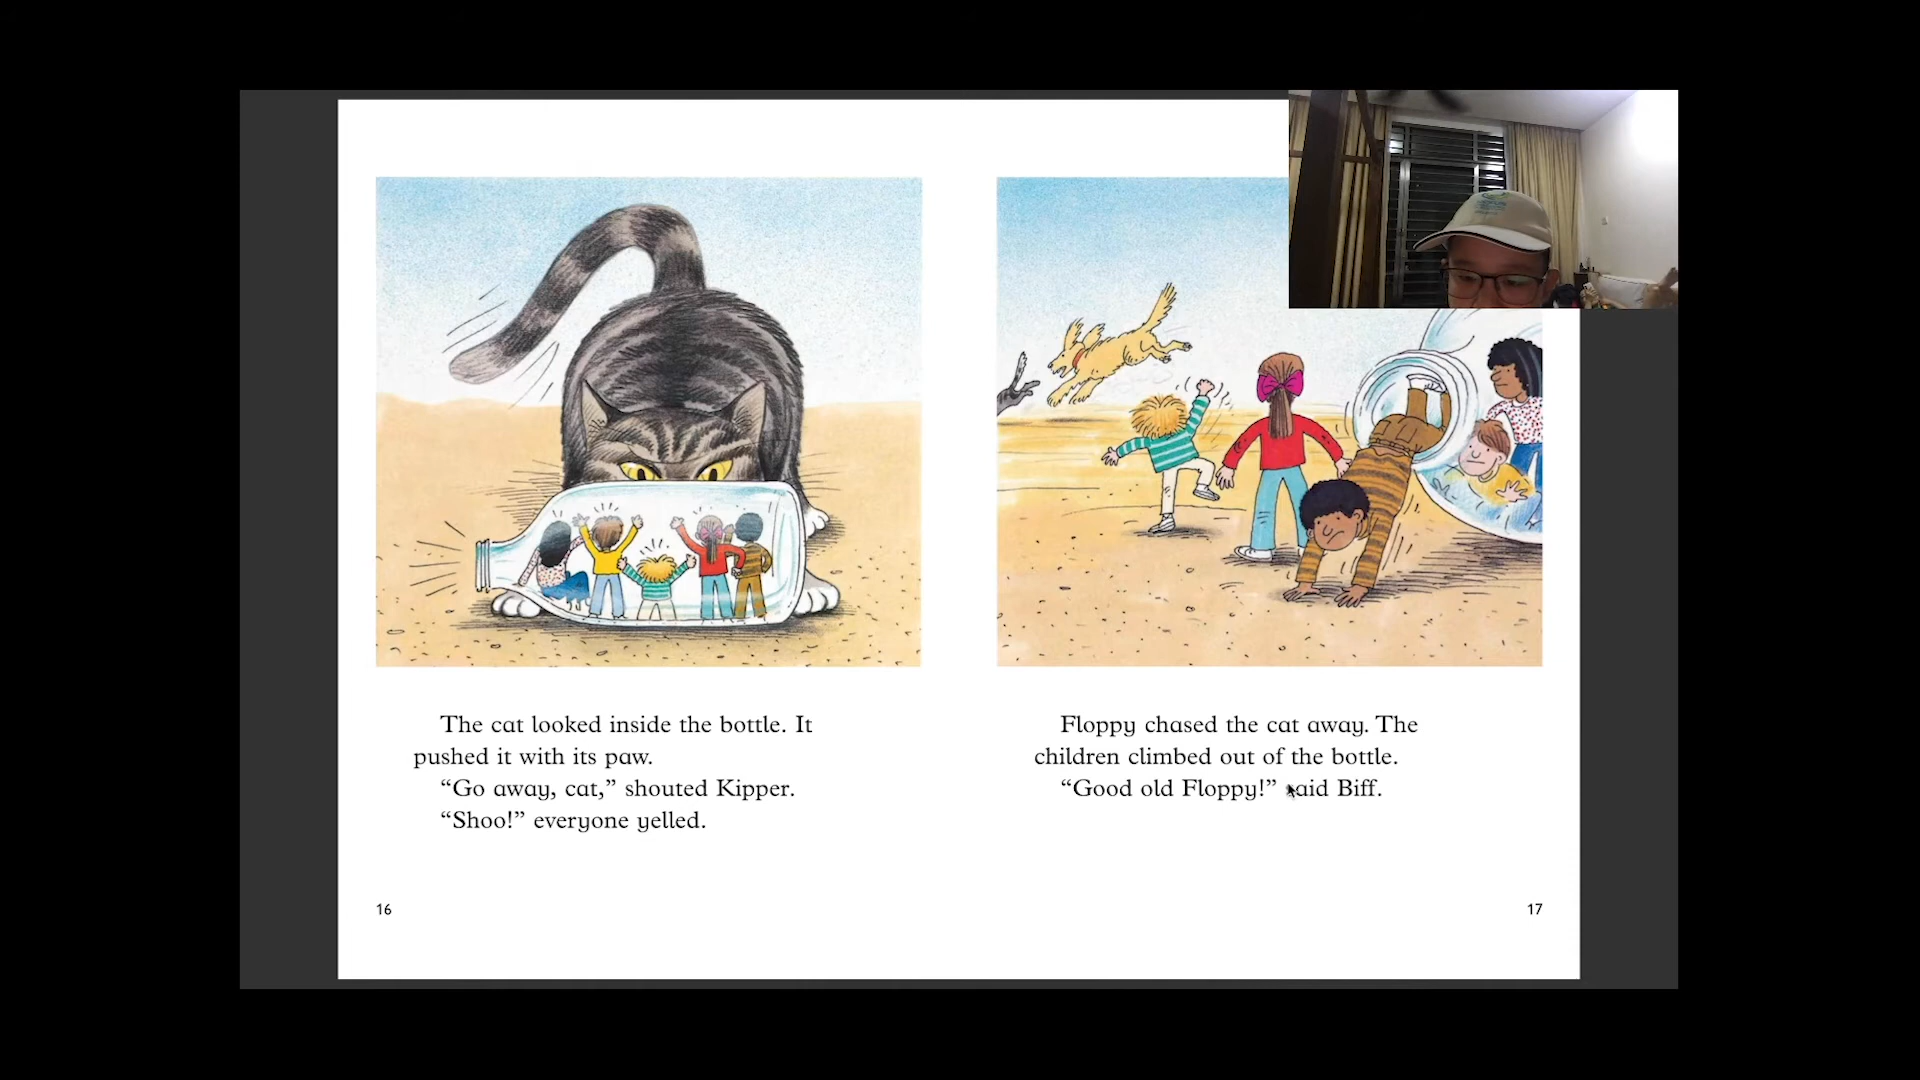 The cat looked inside the bottle. It
pushed it with its paw.
“Go away, cat,” shouted Kipper.
“Shoo!” everyone yelled.
16
Floppy chased the cat away. The
children climbed out of the bottle.
“Good old Floppy!” said Biff.
17